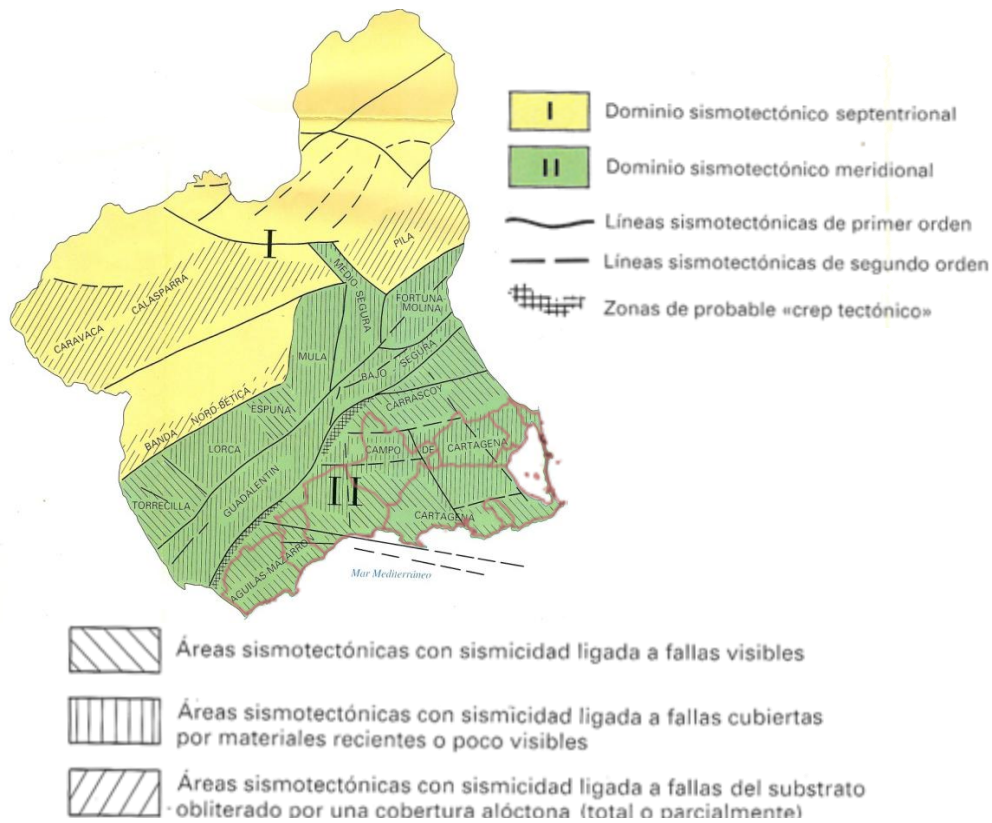 I
Dominio sismotectónico septentrional
II
Dominio sismotectónico meridional
Líneas sismotectónicas de primer orden
Líneas sismotectónicas de segundo orden
Zonas de probable «crep tectónico»
I
PILA
MEDIO SEGURA
CARAVACA CALASPARRA
FORTUNA
MOLINA
MULA
BAJO SEGURA
CARRASCOY
BANDA NORD-BÉTICA
ESPUNA
LORCA
CAMPO DE CARTAGENA
GUADALENTIN
II
TORRECILLA
CARTAGENA
AGUILAS-MAZARRON
Mar Mediterráneo
Áreas sismotectónicas con sismicidad ligada a fallas visibles
Áreas sismotectónicas con sismicidad ligada a fallas cubiertas
por materiales recientes o poco visibles
Áreas sismotectónicas con sismicidad ligada a fallas del substrato
obliterado por una cobertura alóctona (total o parcialmente)